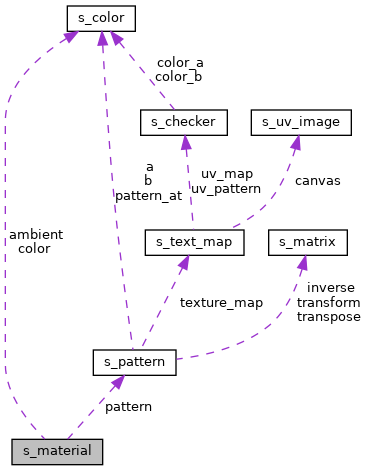 s_color
color_a
color_b
s_checker
s_uv_image
a
b
pattern_at
uv_map
uv_pattern
canvas
ambient
color
s_text_map
s_matrix
texture_map
inverse
transform
transpose
s_pattern
pattern
s_material